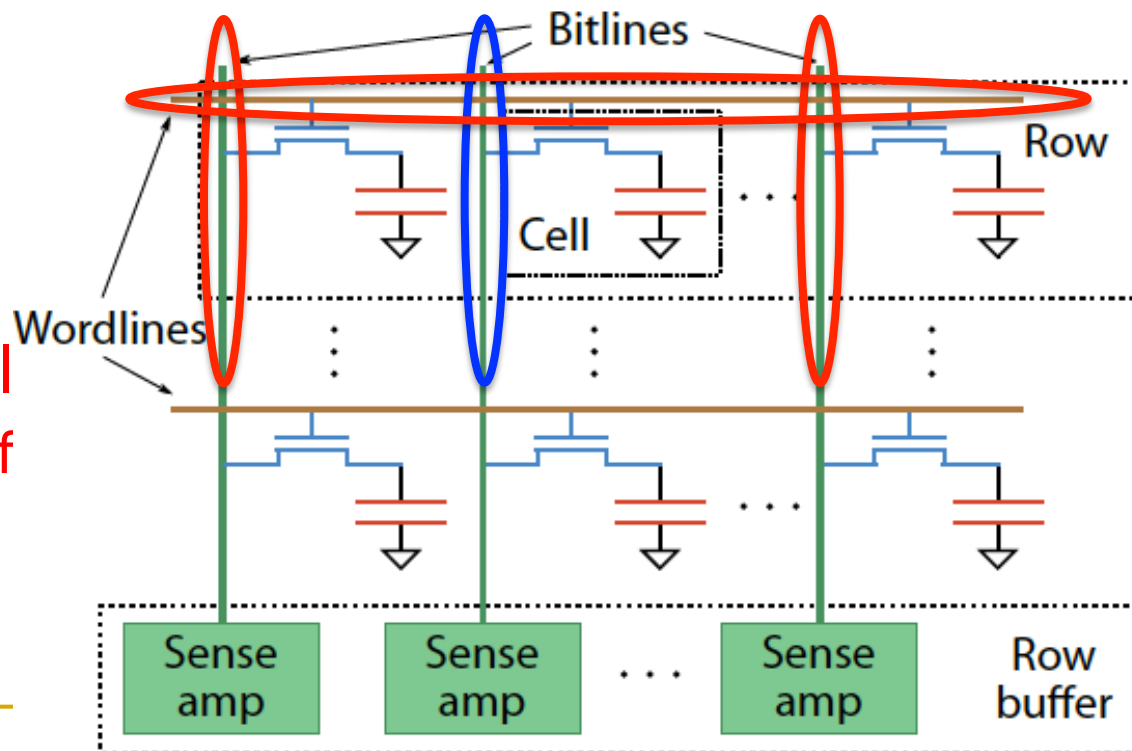 Bitlines
Row
Cell
Wordlines
l
f
Sense
amp
Sense
amp
Sense
amp
Row
buffer